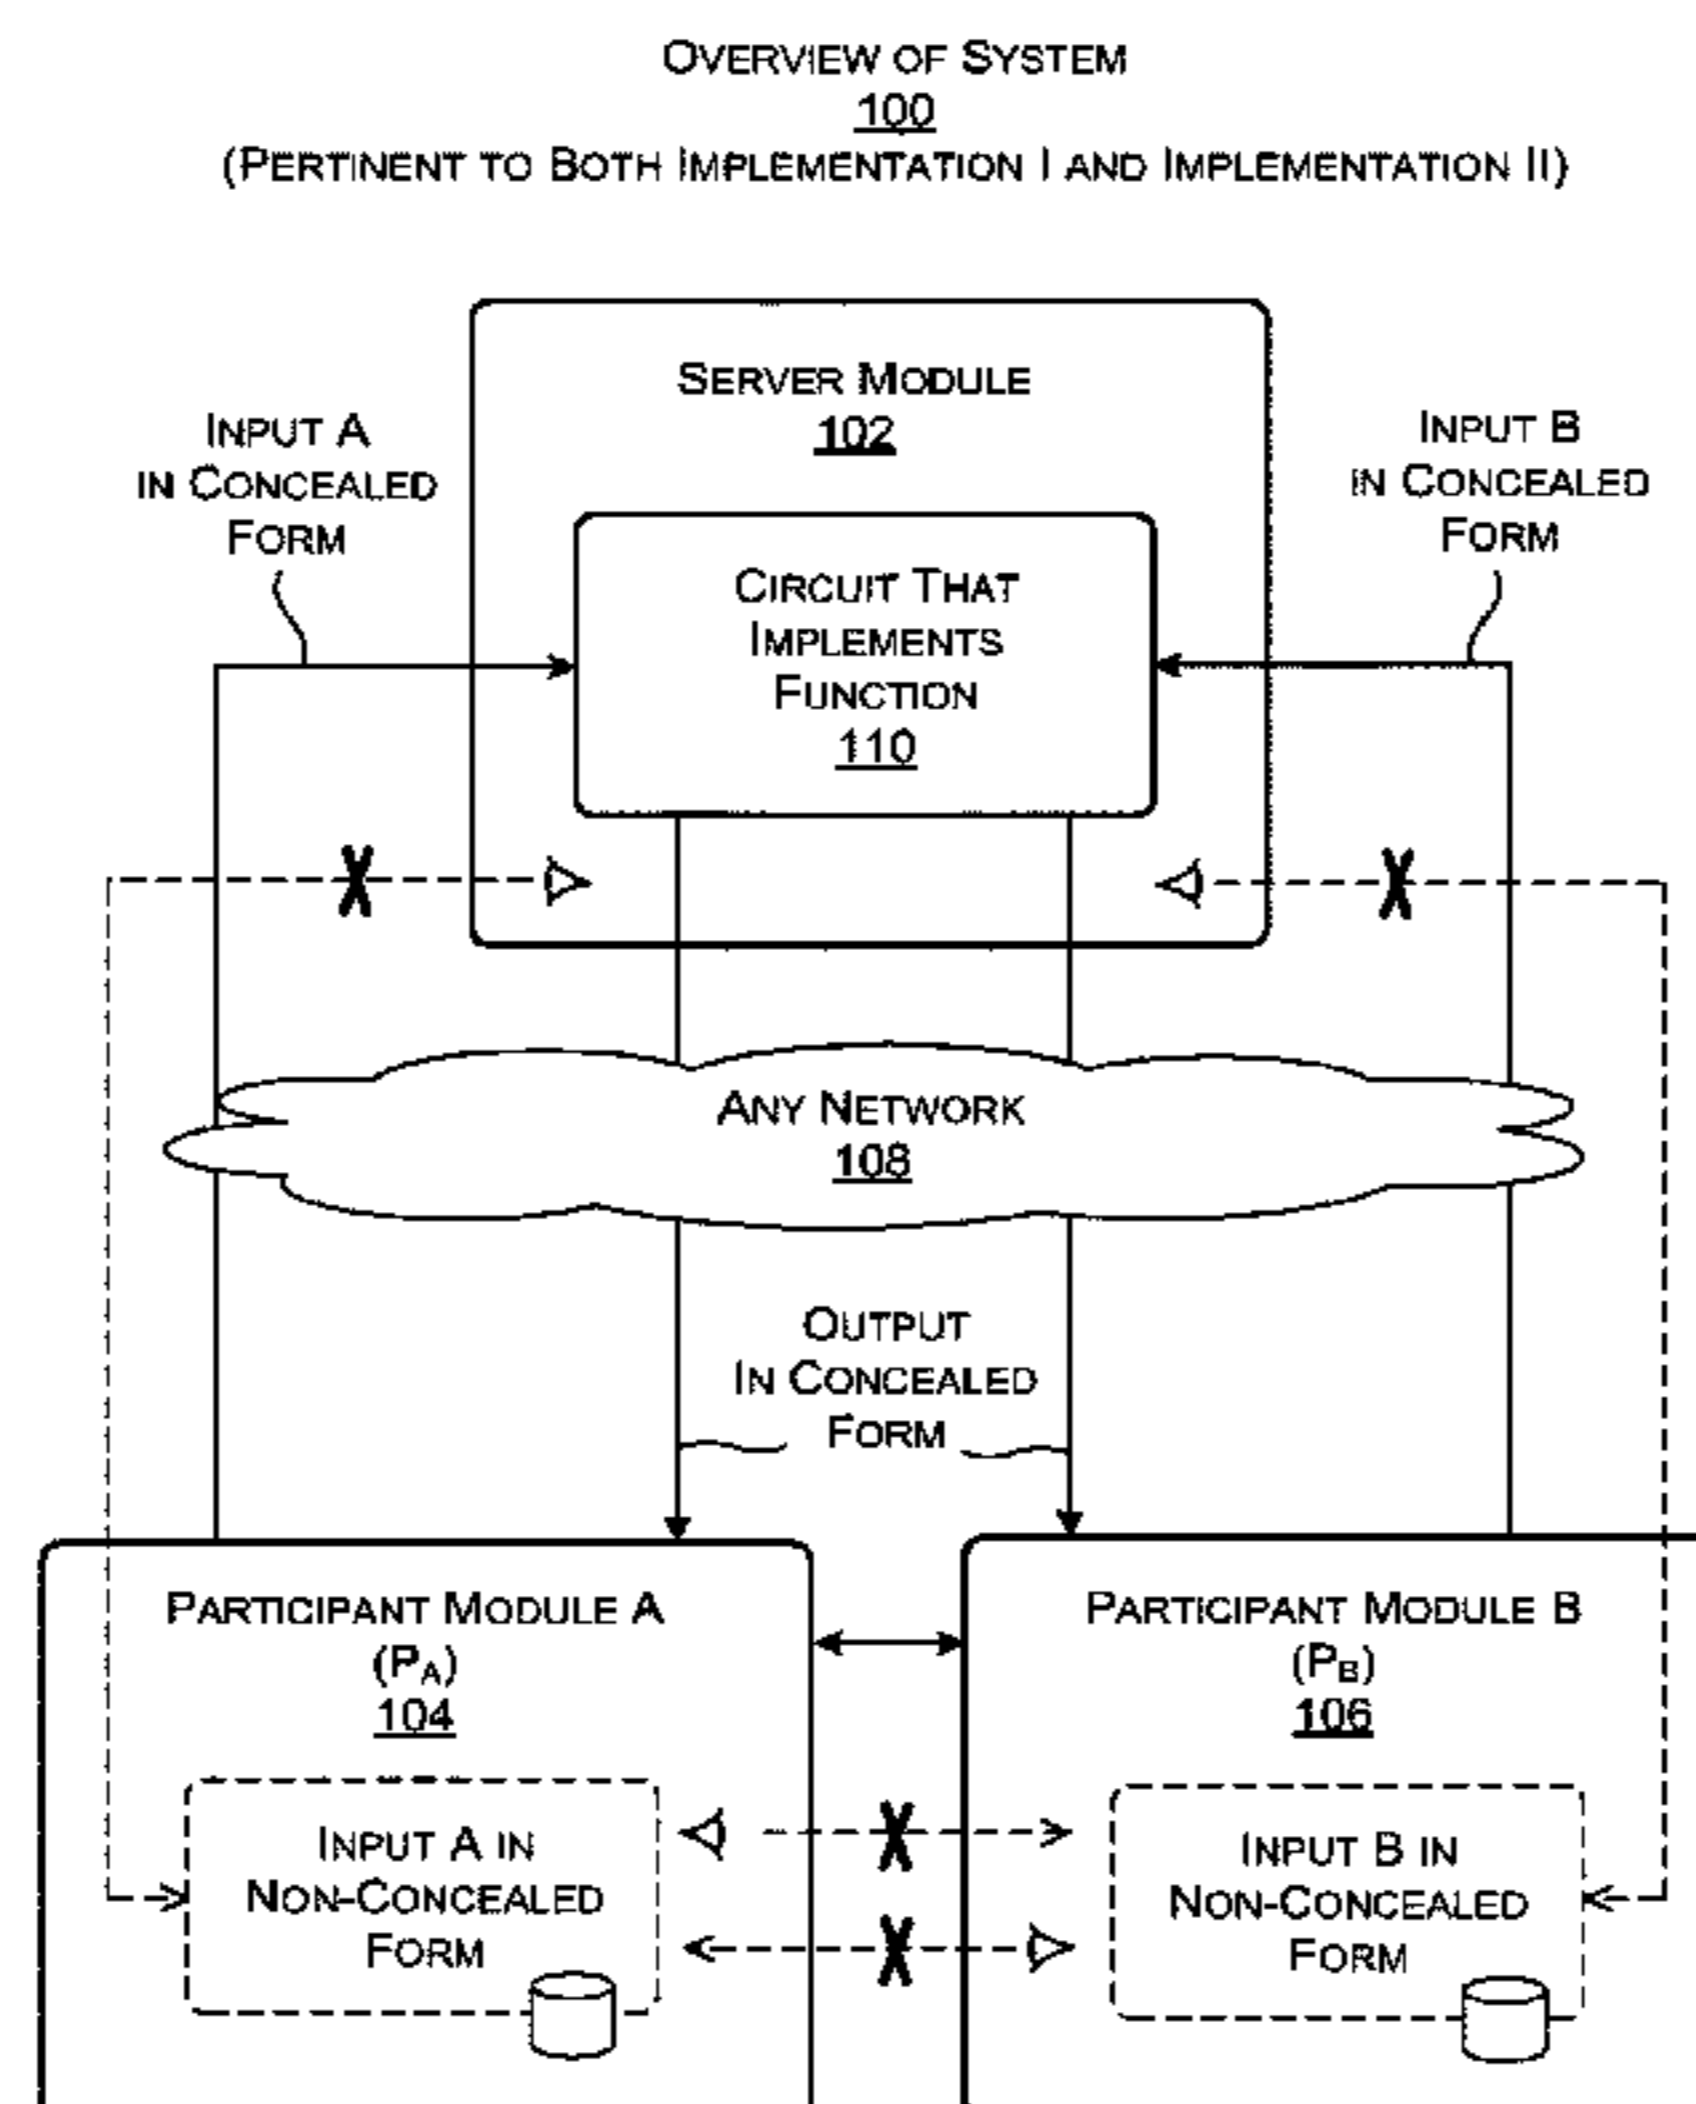 OVERVIEW OF SYSTEM
100
(PERTINENT TO BOTH IMPLEMENTATION I AND IMPLEMENTATION II)
SERVER MODULE
102
INPUT A
IN CONCEALED
FORM
INPUT B
IN CONCEALED
FORM
CIRCUIT THAT
IMPLEMENTS
FUNCTION
110
X
X
ANY NETWORK
108
OUTPUT
IN CONCEALED
FORM
PARTICIPANT MODULE A
(PA)
104
PARTICIPANT MODULE B
(PB)
106
INPUT A IN
NON-CONCEALED
FORM
X
X
INPUT B IN
NON-CONCEALED
FORM